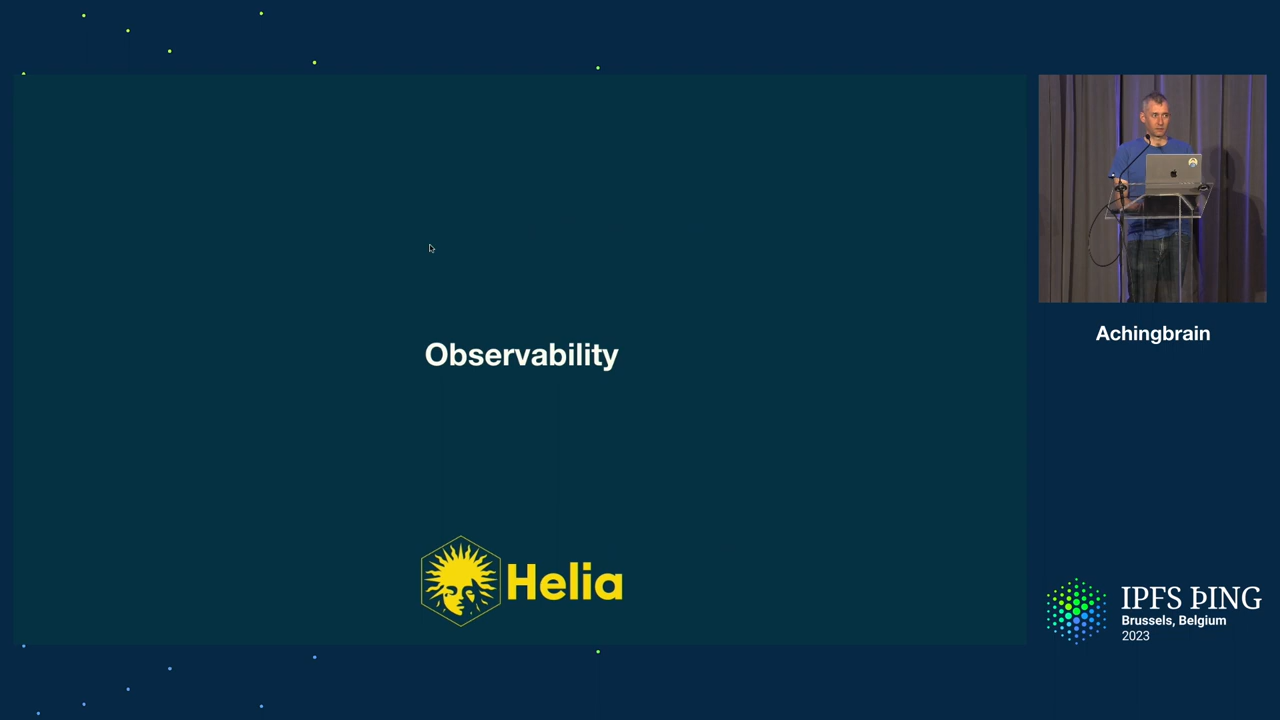 Observability
Helia
Achingbrain
IPFS ÞING
Brussels, Belgium
2023